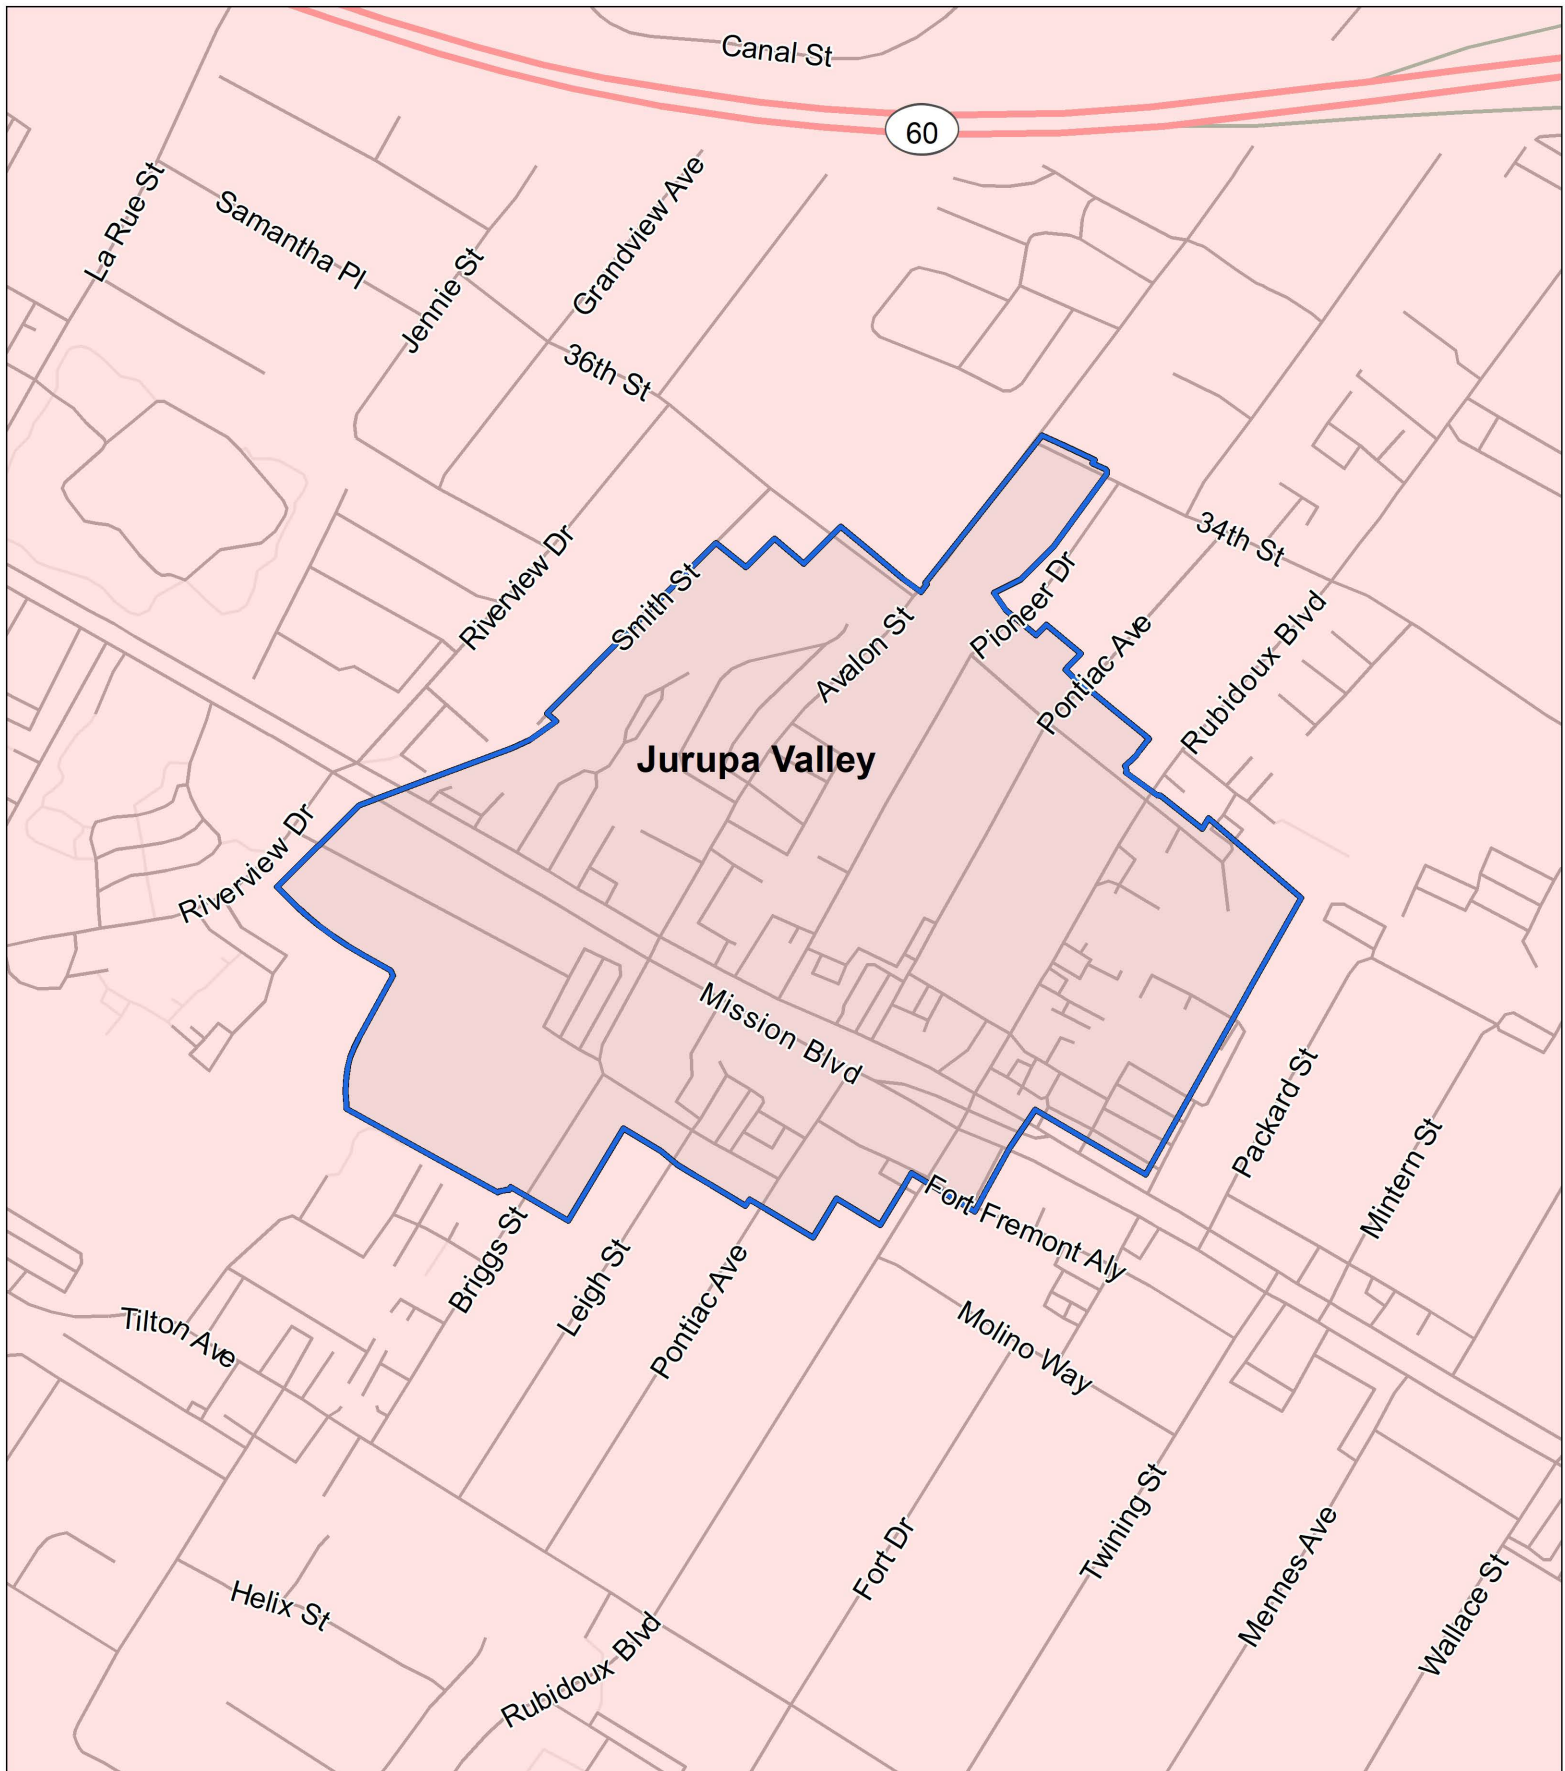 Canal St
60
La Rue St
Samantha Pl
Jennie St
Grandview Ave
36th St
34th St
Riverview Dr
Smith St
Avalon St
Pioneer Dr
Pontiac Ave
Rubidoux Blvd
Jurupa Valley
Riverview Dr
Mission Blvd
Packard St
Mintern St
Fort Fremont Aly
Briggs St
Leigh St
Pontiac Ave
Tilton Ave
Molino Way
Fort Dr
Twining St
Mennes Ave
Wallace St
Helix St
Rubidoux Blvd